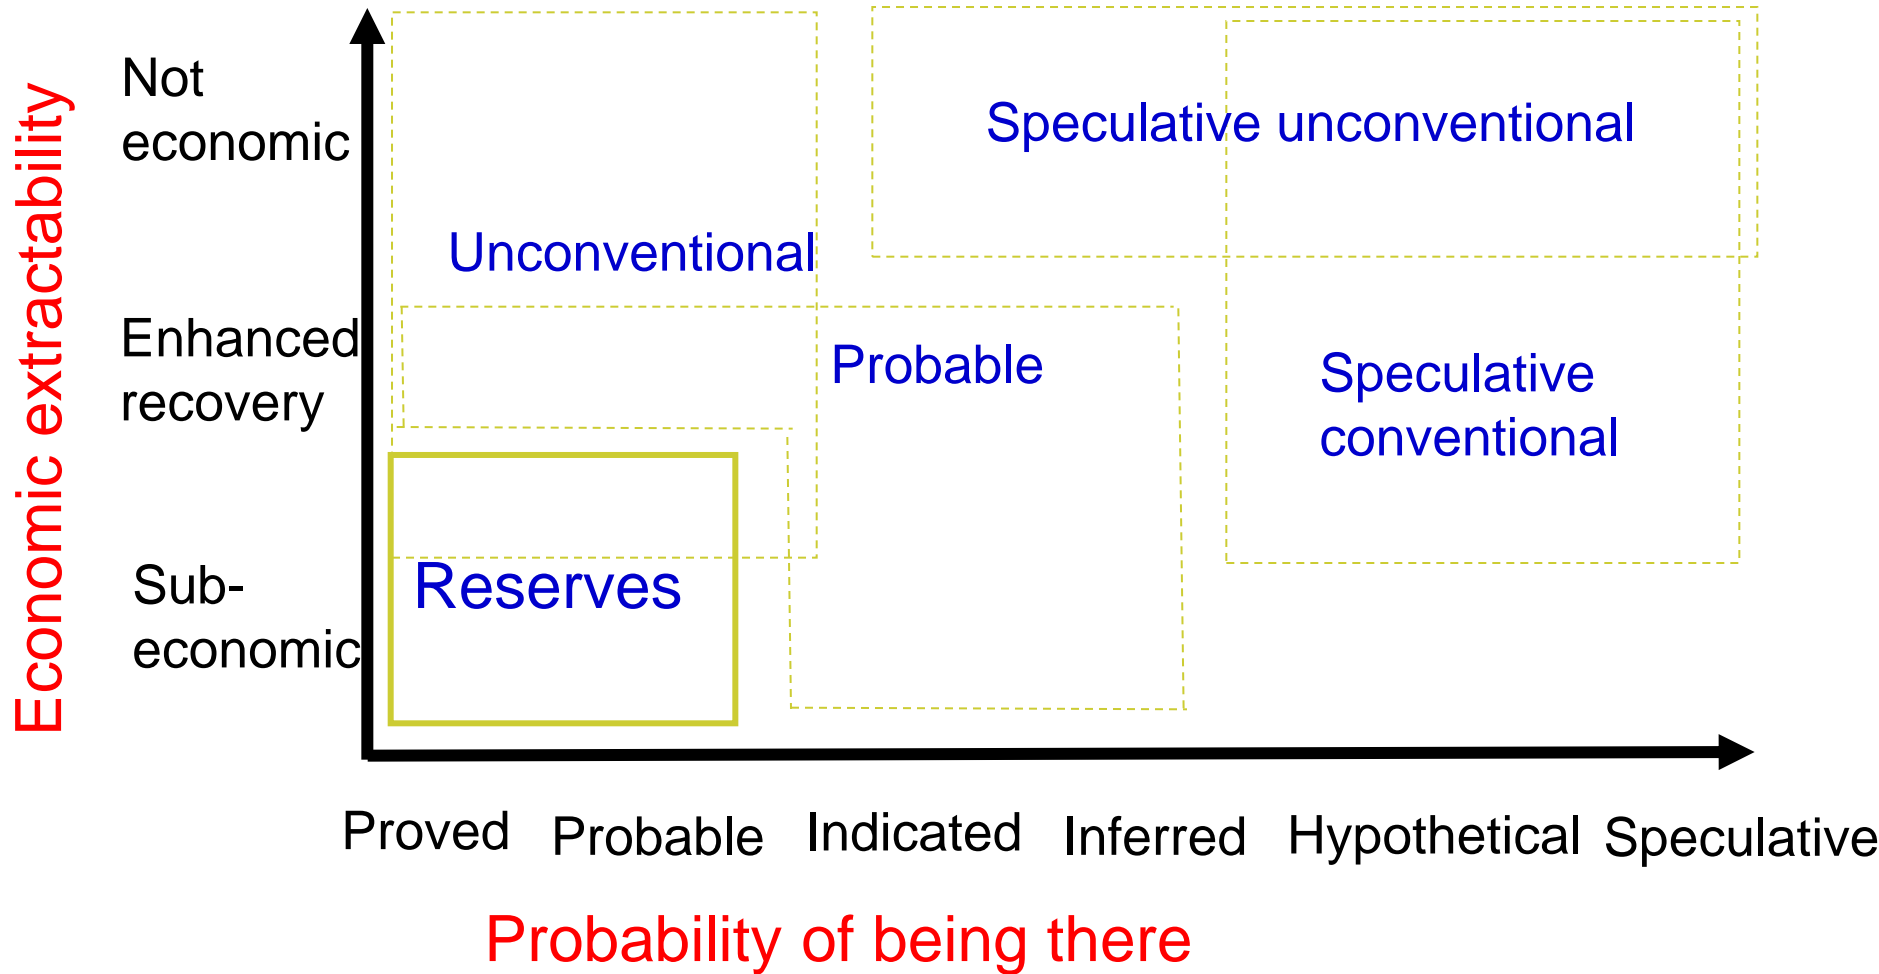 Economic extractability
Not
economic
Enhanced
recovery
Sub-
economic
Speculative unconventional
Unconventional
Probable
Speculative
conventional
Reserves
Proved
Probable
Indicated
Inferred
Hypothetical
Speculative
Probability of being there